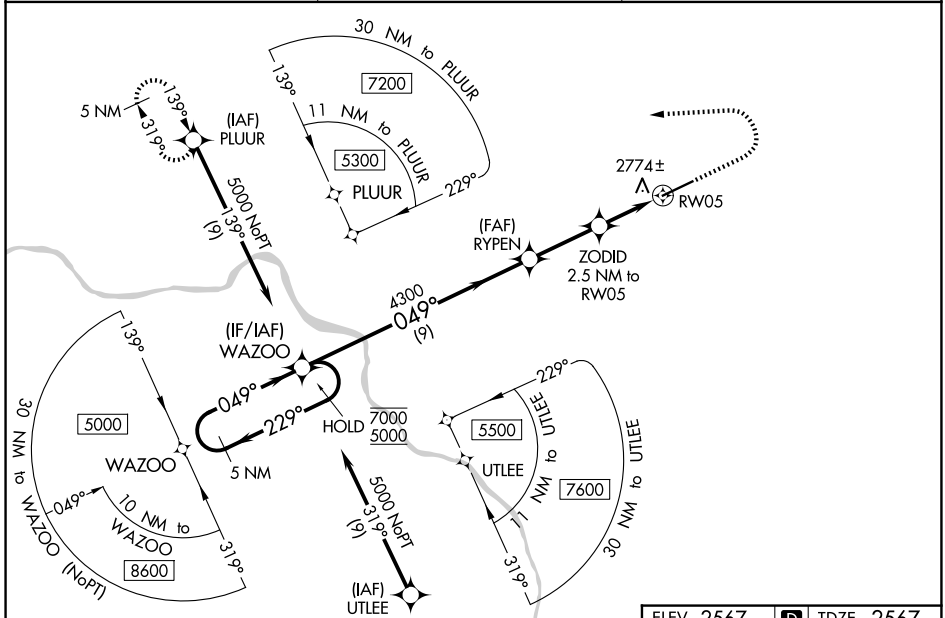 30 NM to PLUUR
139°
7200
11 NM to PLUUR
5300
PLUUR
229°
5 NM
139°
319°
(IAF)
PLUUR
5000 NoPT
139°
(9)
2774±
RW05
(FAF)
RYPEN
ZODID
2.5 NM to
RW05
4300
049°
(9)
(IF/IAF)
WAZOO
049°
229°
5 NM
HOLD
7000
5000
139°
30 NM to WAZOO (NoPT)
5000
WAZOO
049°
10 NM to
WAZOO
8600
319°
229°
5500
UTLEE
11 NM to UTLEE
7600
30 NM to UTLEE
319°
5000 NoPT
319°
(9)
(IAF)
UTLEE
ELEV 2567 D TDZE 2567